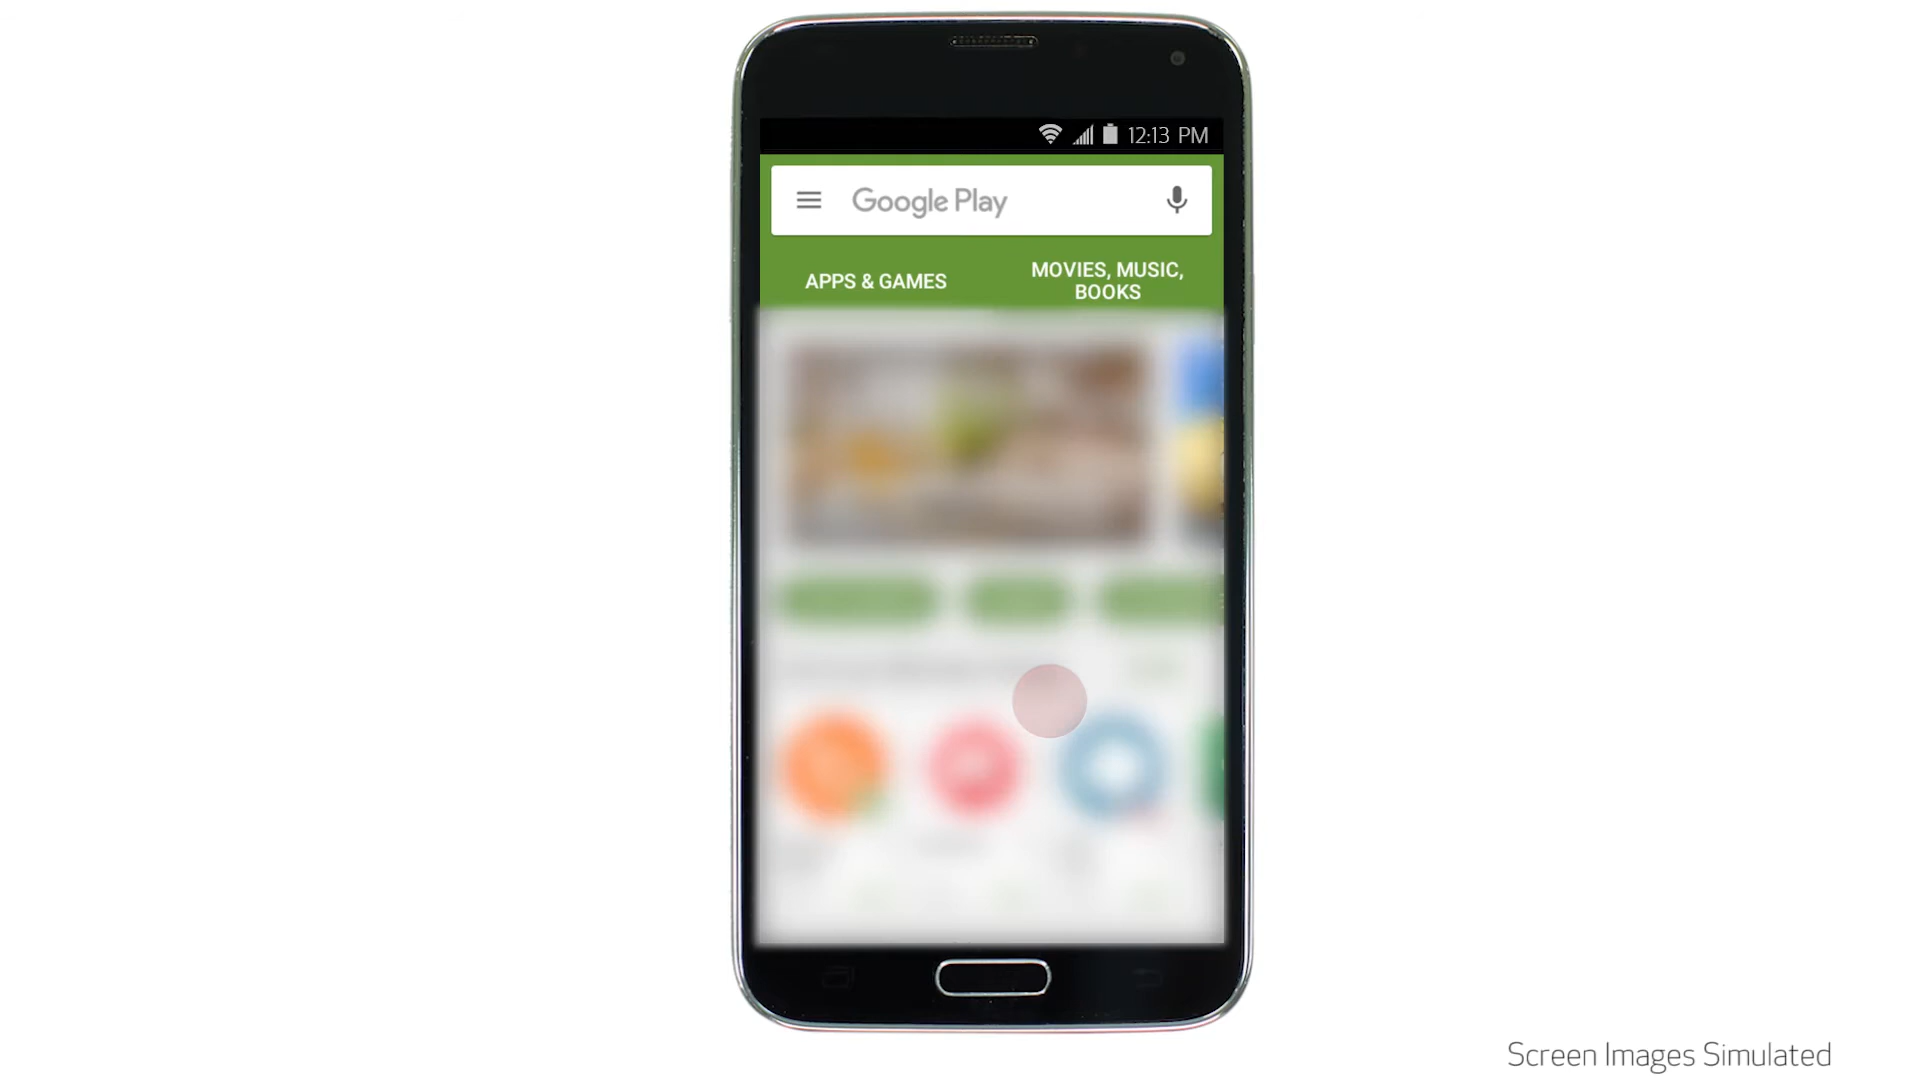 12:13 PM
Google Play
APPS & GAMES
MOVIES, MUSIC,
BOOKS
Screen Images Simulated